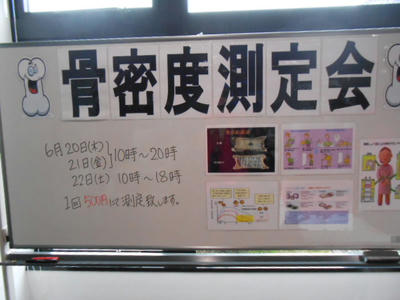 骨密度測定会
6月20日(木)
21日(金)
10時〜20時
22日(土) 10時〜18時
1回500円にて測定致します。